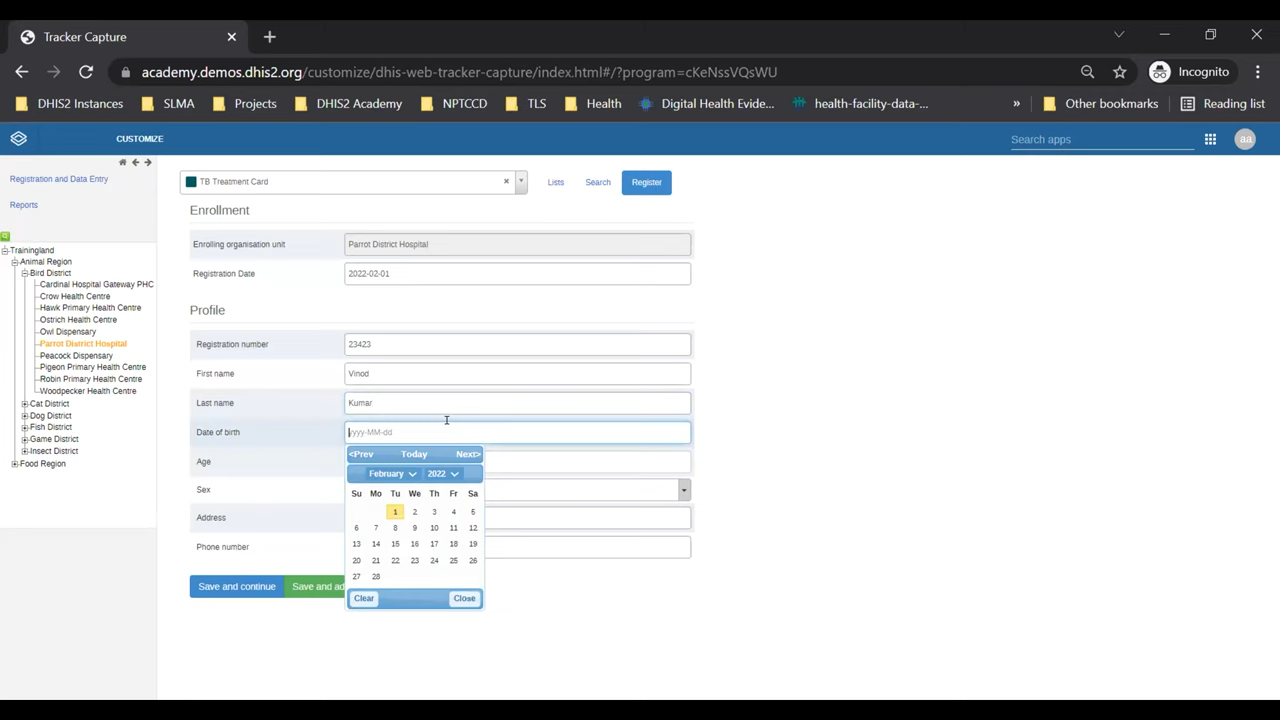 Tracker Capture
academy.demos.dhis2.org/customize/dhis-web-tracker-capture/index.html#/?program=cKeNssVQsWU
Incognito
DHIS2 Instances
SLMA
Projects
DHIS2 Academy
NPTCCD
TLS
Health
Digital Health Evide...
health-facility-data-...
»
Other bookmarks
Reading list
CUSTOMIZE
Search apps
aa
Registration and Data Entry
Reports
Trainingland
Animal Region
Bird District
Cardinal Hospital Gateway PHC
Crow Health Centre
Hawk Primary Health Centre
Ostrich Health Centre
Owl Dispensary
Parrot District Hospital
Peacock Dispensary
Pigeon Primary Health Centre
Robin Primary Health Centre
Woodpecker Health Centre
Cat District
Dog District
Fish District
Game District
Insect District
Food Region
TB Treatment Card
Lists
Search
Register
Enrollment
Enrolling organisation unit Parrot District Hospital
Registration Date 2022-02-01
Profile
Registration number 23423
First name Vinod
Last name Kumar
Date of birth yyyy-MM-dd
Age
Sex
Address
Phone number
<Prev Today Next>
February 2022
Su Mo Tu We Th Fr Sa
1 2 3 4 5
6 7 8 9 10 11 12
13 14 15 16 17 18 19
20 21 22 23 24 25 26
27 28
Clear Close
Save and continue
Save and ad